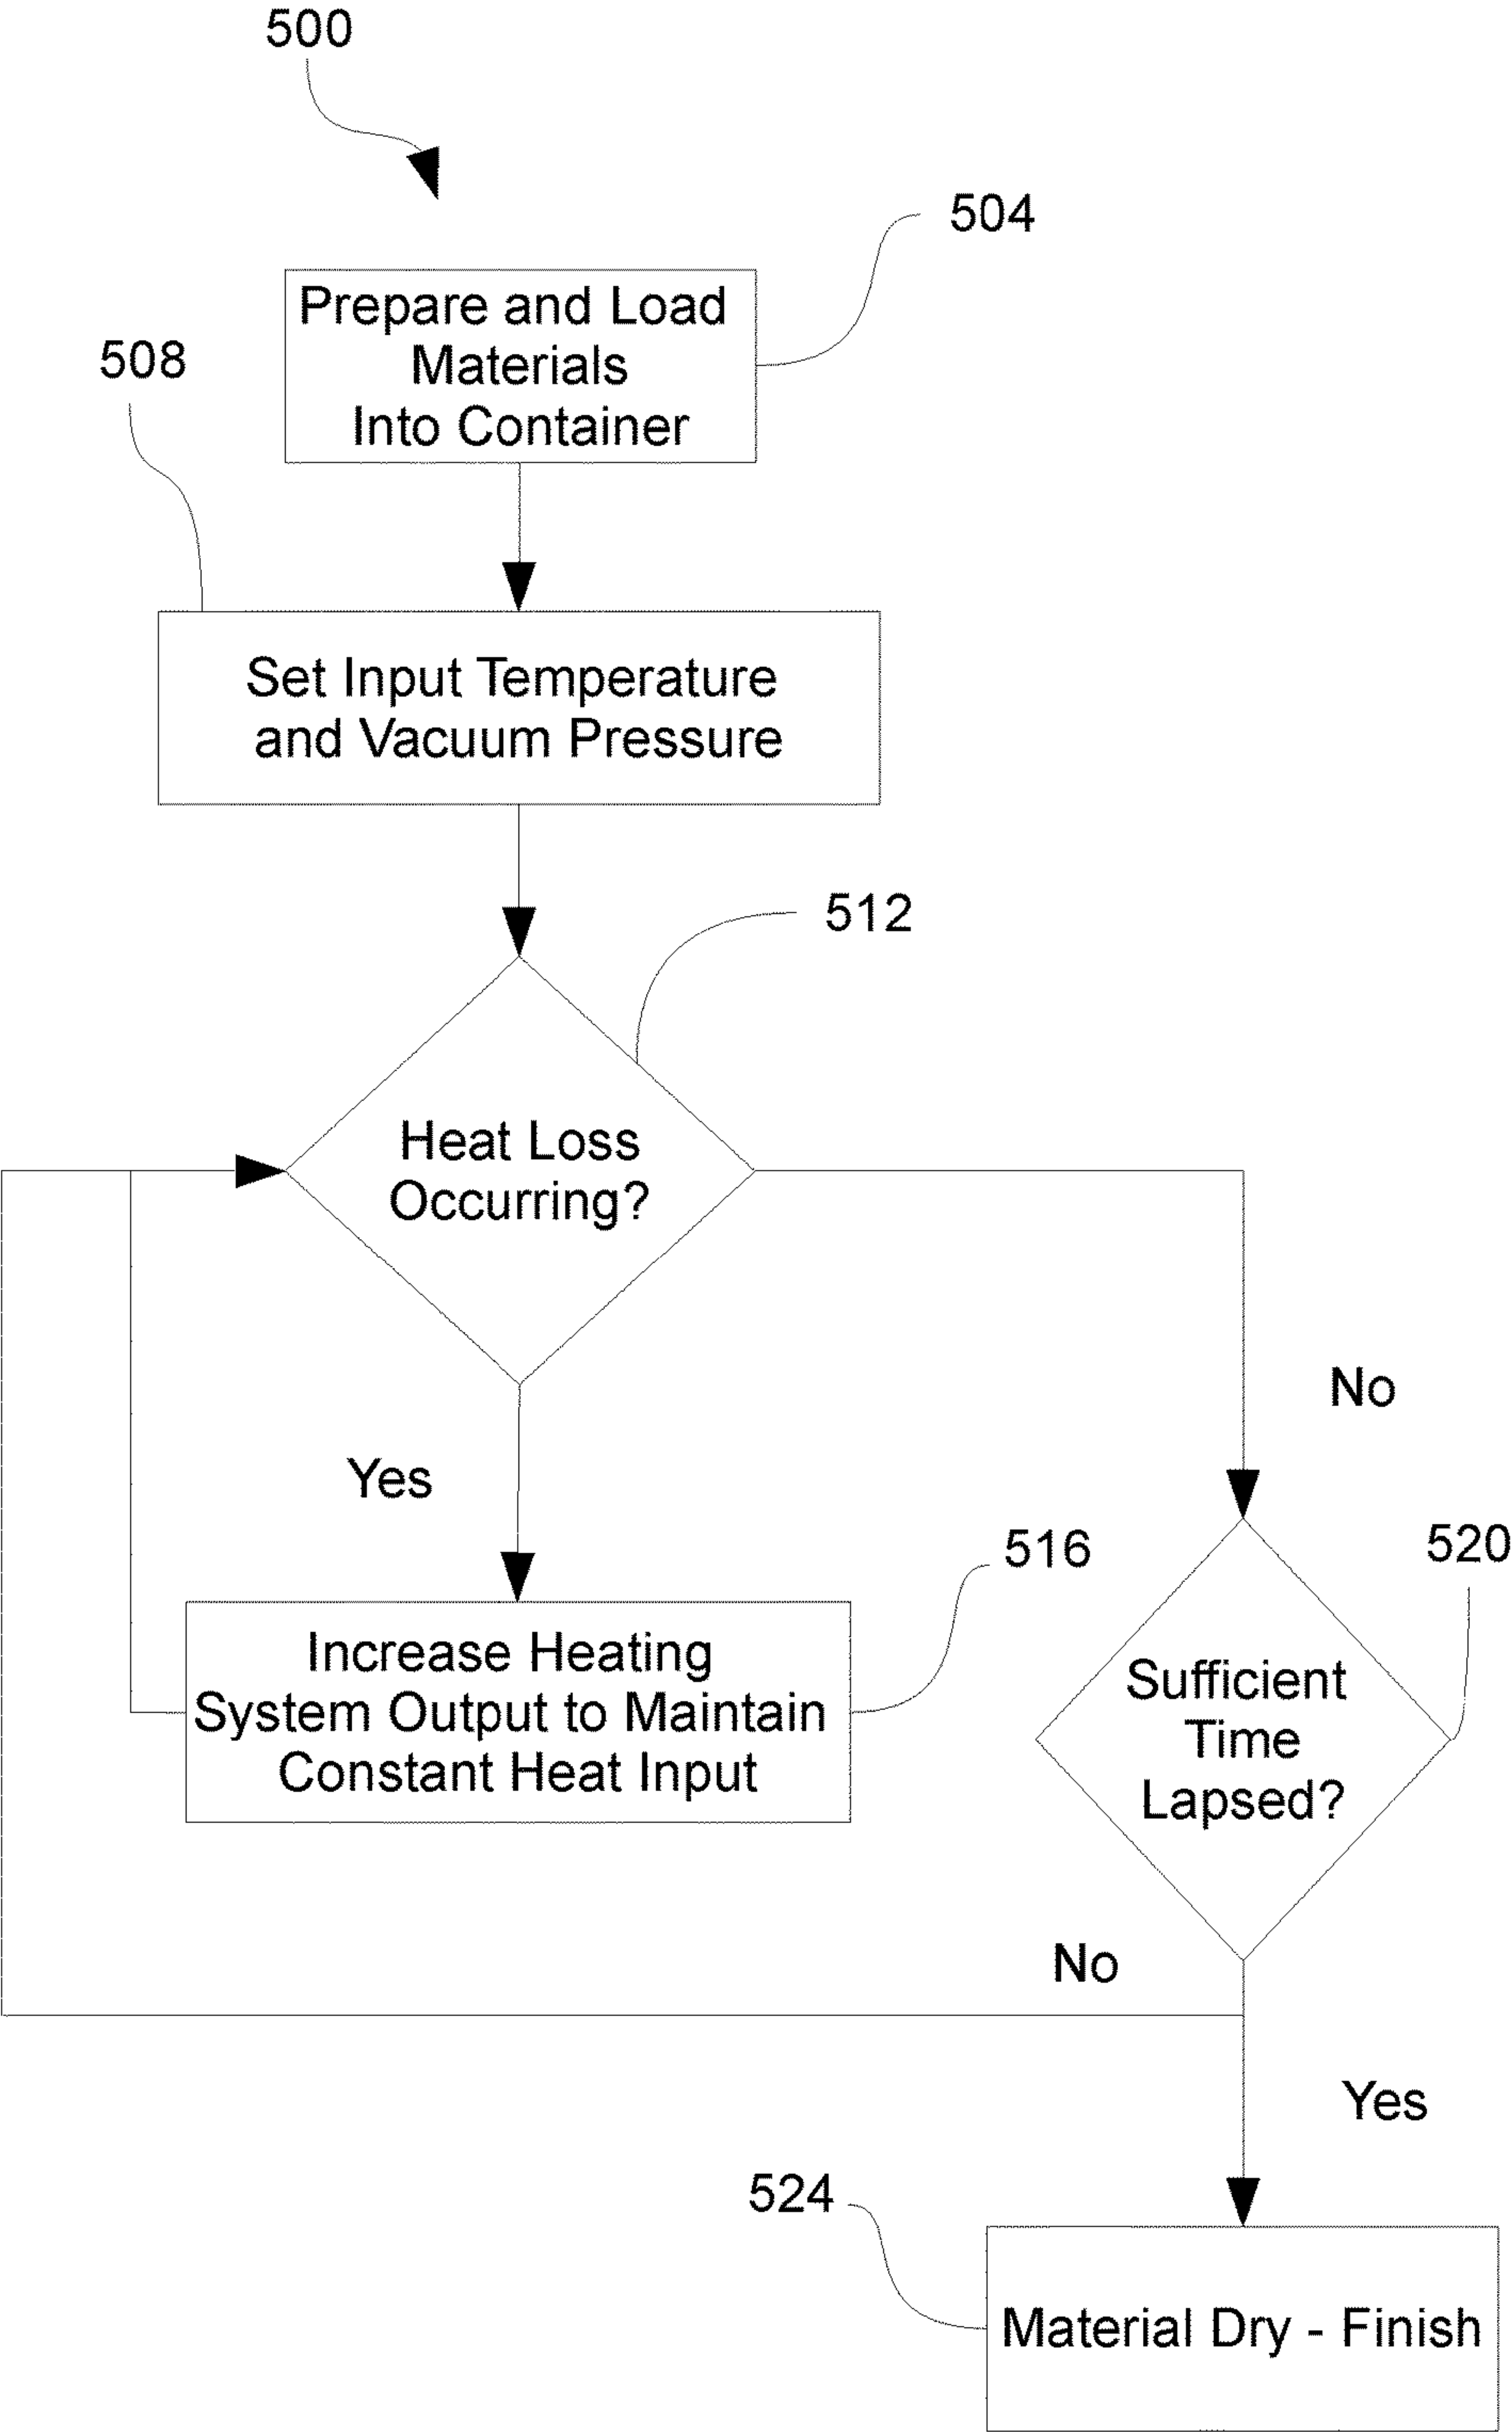 500
504
Prepare and Load
Materials
Into Container
508
Set Input Temperature
and Vacuum Pressure
512
Heat Loss
Occurring?
No
Yes
516
520
Increase Heating
System Output to Maintain
Constant Heat Input
Sufficient
Time
Lapsed?
No
Yes
524
Material Dry - Finish